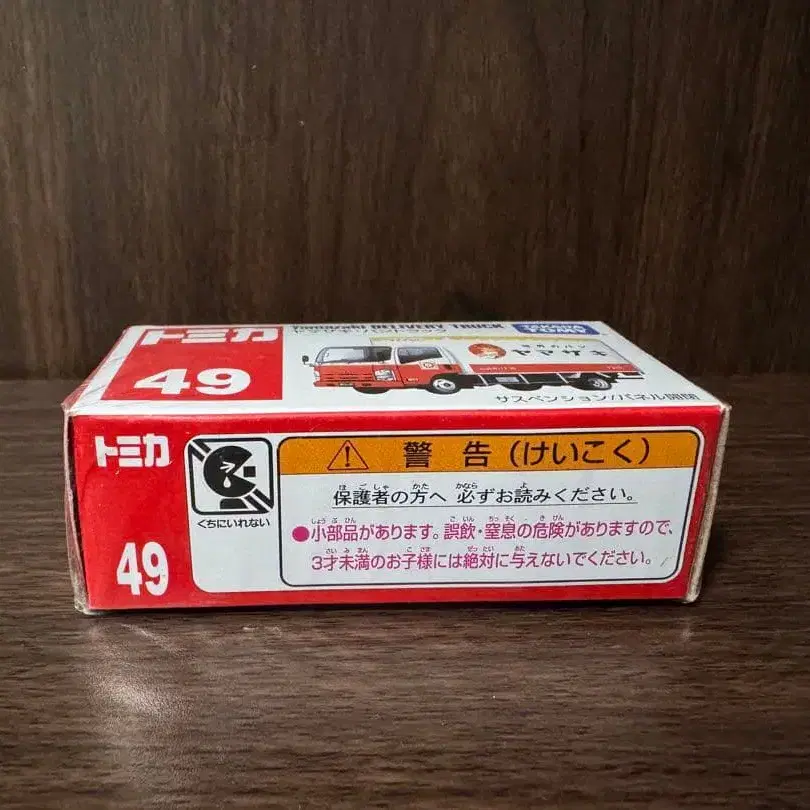 トミカ
49
Yamazaki DELIVERY TRUCK
TAKARA TOMY
ヤマザキ
サスペンション/パネル開閉
トミカ
49
くちにいれない
警告(けいこく)
保護者の方へ 必ずお読みください。
●小部品があります。誤飲・窒息の危険がありますので、
3才未満のお子様には絶対に与えないでください。